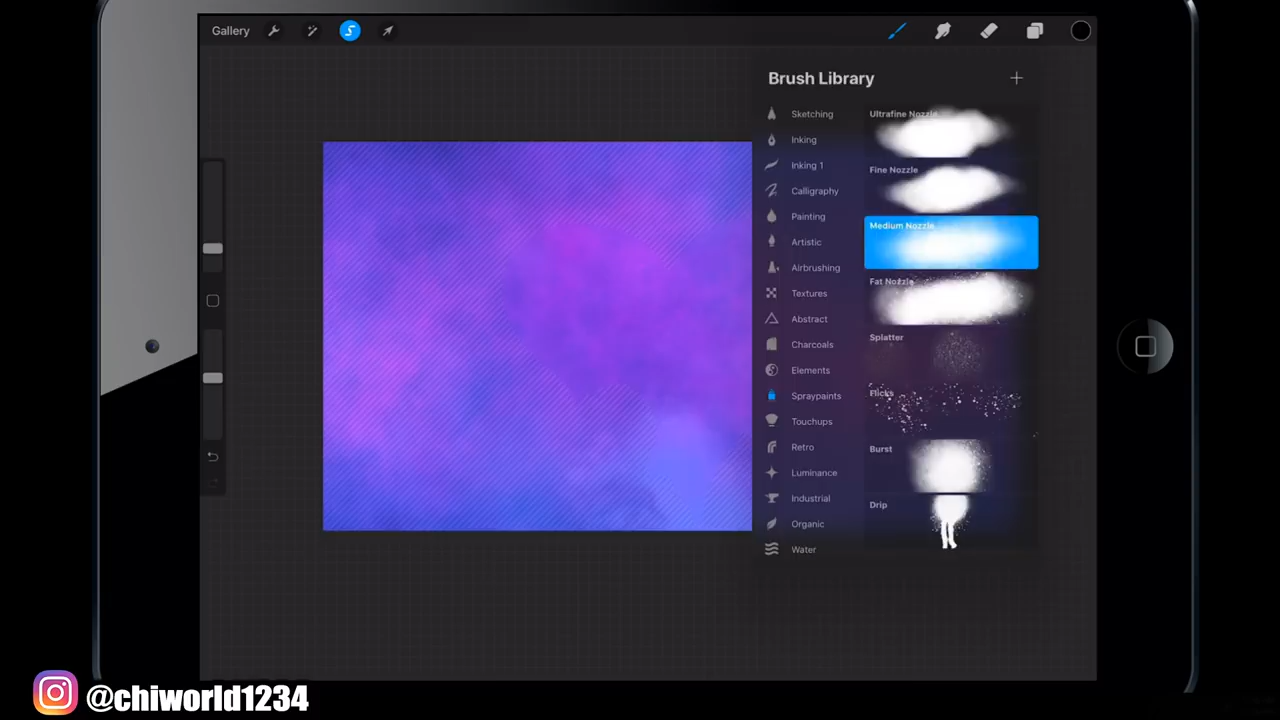 Gallery
Brush Library
Sketching
Inking
Inking 1
Calligraphy
Painting
Artistic
Airbrushing
Textures
Abstract
Charcoals
Elements
Spraypaints
Touchups
Retro
Luminance
Industrial
Organic
Water
Ultrafine Nozzle
Fine Nozzle
Medium Nozzle
Fat Nozzle
Splatter
Flicks
Burst
Drip
@chiworld1234